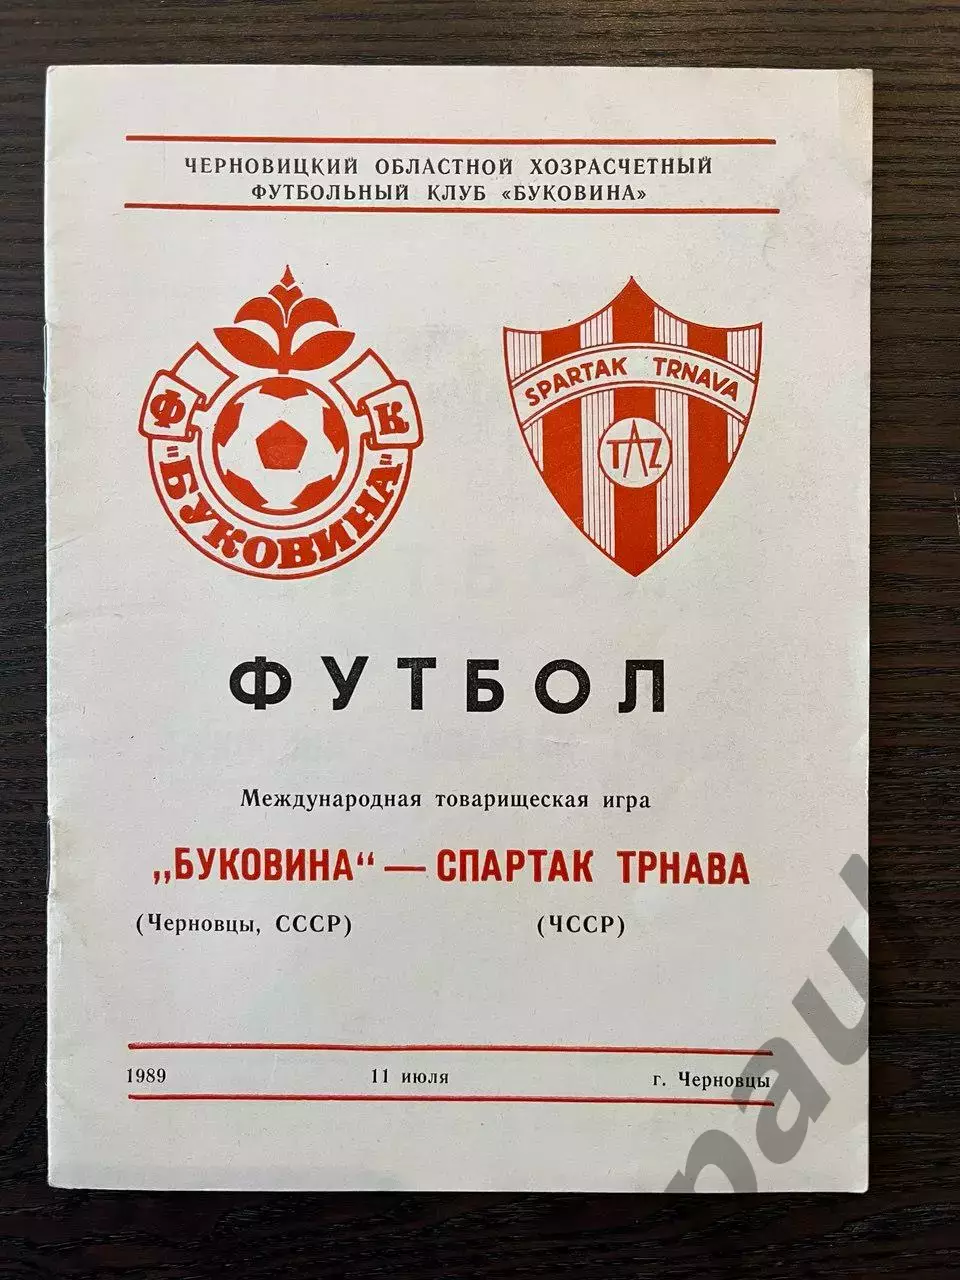 ЧЕРНОВИЦКИЙ ОБЛАСТНОЙ ХОЗРАСЧЕТНЫЙ
ФУТБОЛЬНЫЙ КЛУБ «БУКОВИНА»
Ф К
"БУКОВИНА"
SPARTAK TRNAVA
TAZ
ФУТБОЛ
Международная товарищеская игра
„БУКОВИНА“ — СПАРТАК ТРНАВА
(Черновцы, СССР) (ЧССР)
1989 11 июля г. Черновцы